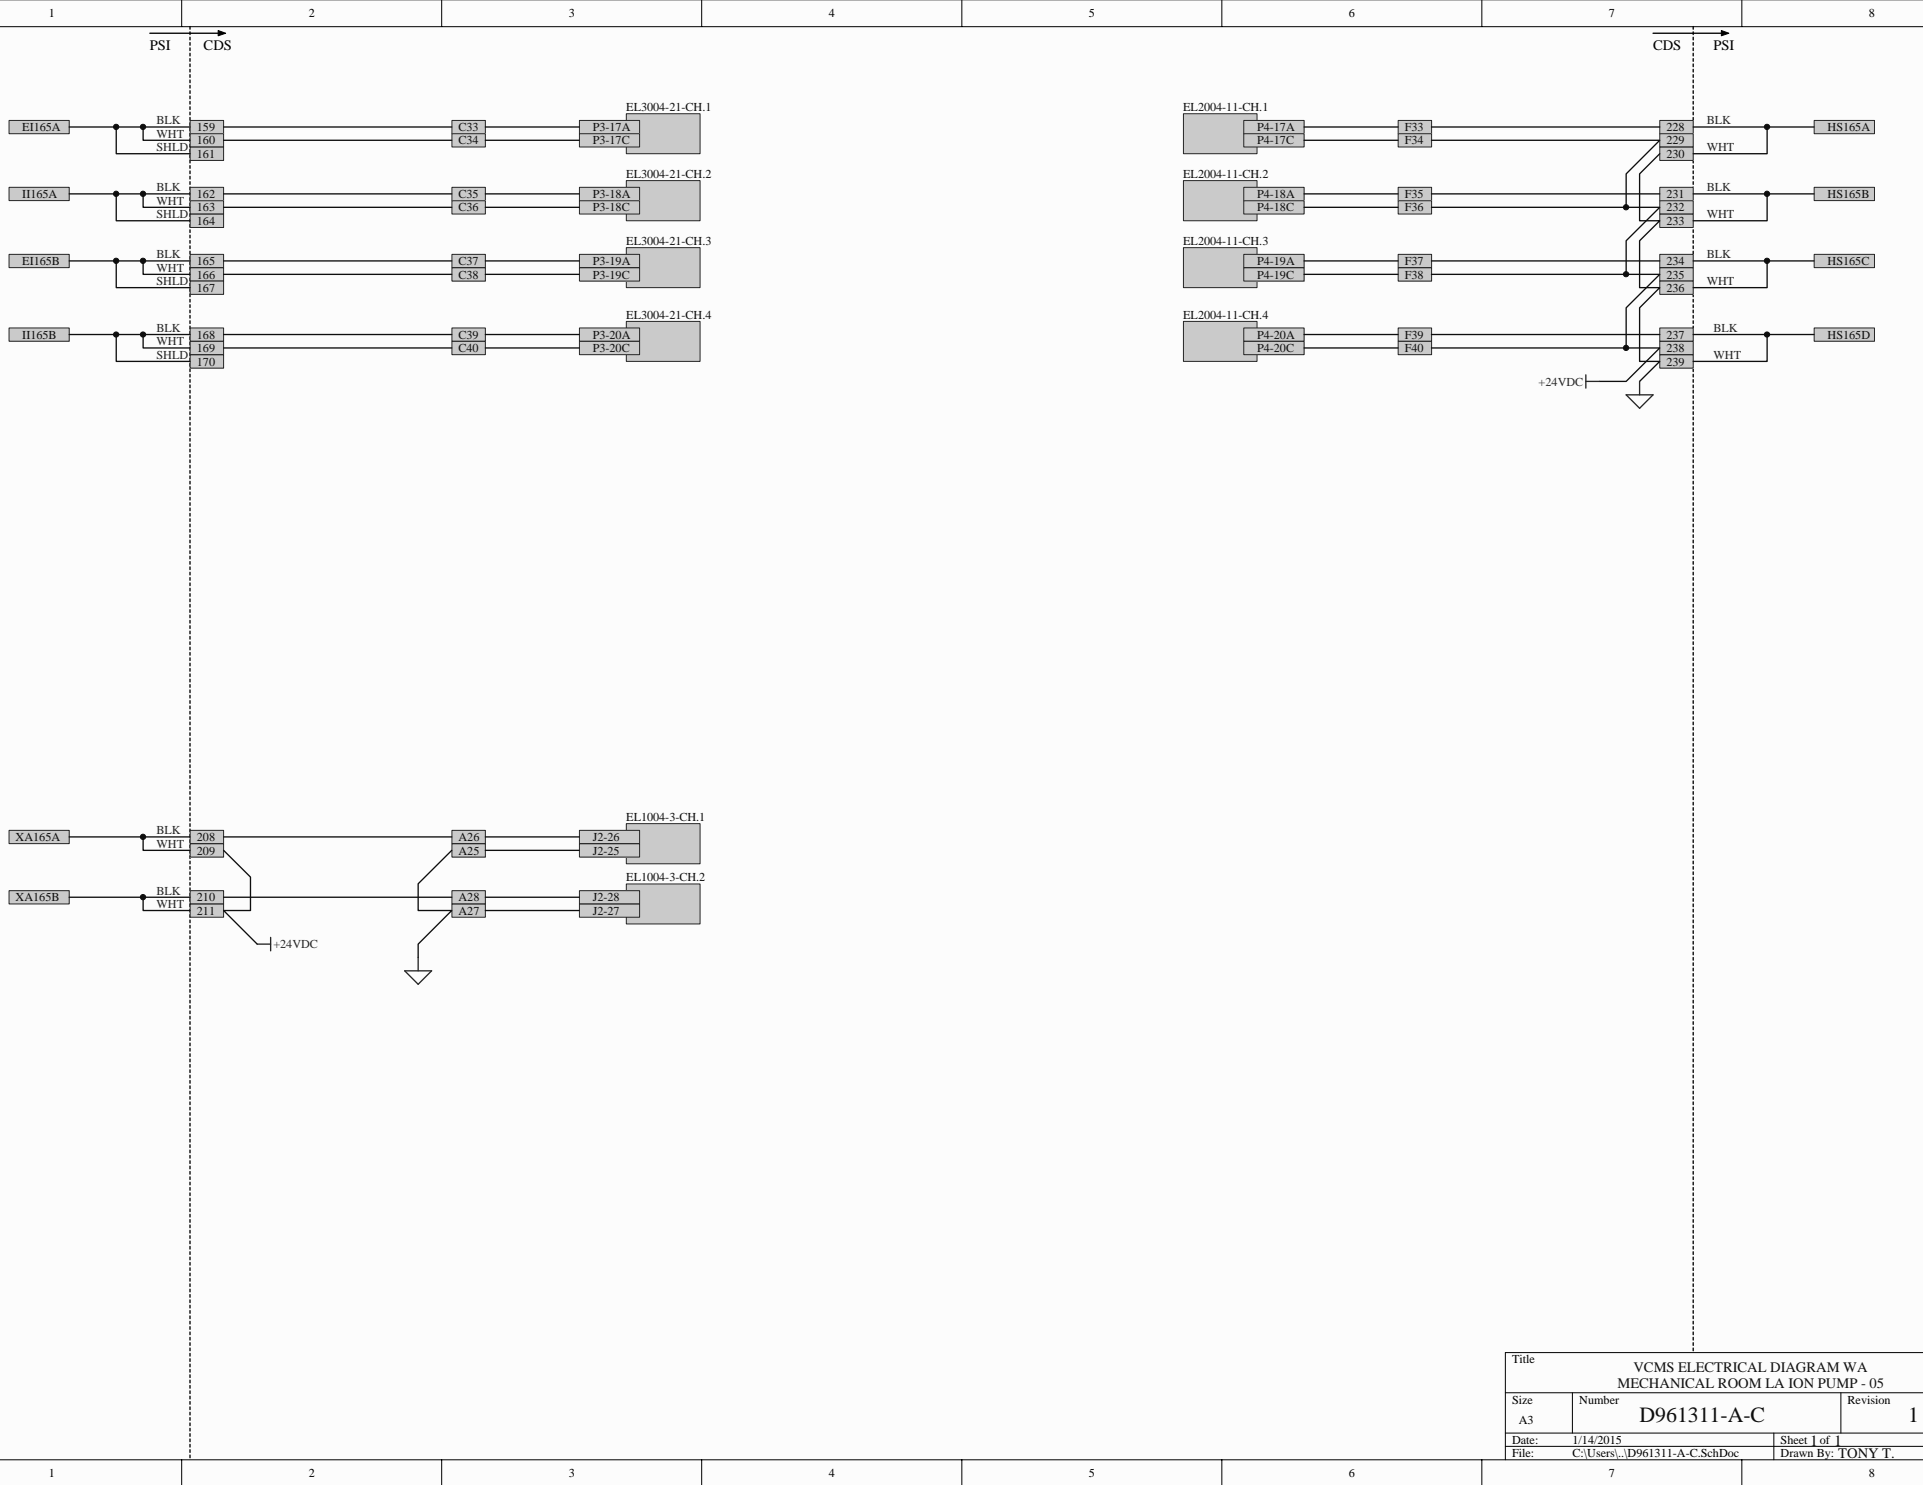 1 2 3 4 5 6 7 8
PSI CDS
CDS PSI
EL3004-21-CH.1
EI165A BLK 159 C33 P3-17A
WHT 160 C34 P3-17C
SHLD 161
EL3004-21-CH.2
II165A BLK 162 C35 P3-18A
WHT 163 C36 P3-18C
SHLD 164
EL3004-21-CH.3
EI165B BLK 165 C37 P3-19A
WHT 166 C38 P3-19C
SHLD 167
EL3004-21-CH.4
II165B BLK 168 C39 P3-20A
WHT 169 C40 P3-20C
SHLD 170
EL2004-11-CH.1
P4-17A F33 228 BLK HS165A
P4-17C F34 229
230 WHT
EL2004-11-CH.2
P4-18A F35 231 BLK HS165B
P4-18C F36 232
233 WHT
EL2004-11-CH.3
P4-19A F37 234 BLK HS165C
P4-19C F38 235
236 WHT
EL2004-11-CH.4
P4-20A F39 237 BLK HS165D
P4-20C F40 238
239 WHT
+24VDC
EL1004-3-CH.1
XA165A BLK 208 A26 J2-26
WHT 209 A25 J2-25
EL1004-3-CH.2
XA165B BLK 210 A28 J2-28
WHT 211 A27 J2-27
+24VDC
Title
VCMS ELECTRICAL DIAGRAM WA
MECHANICAL ROOM LA ION PUMP - 05
Size Number Revision
A3 D961311-A-C 1
Date: 1/14/2015 Sheet 1 of 1
File: C:\Users\..\D961311-A-C.SchDoc Drawn By: TONY T.
1 2 3 4 5 6 7 8